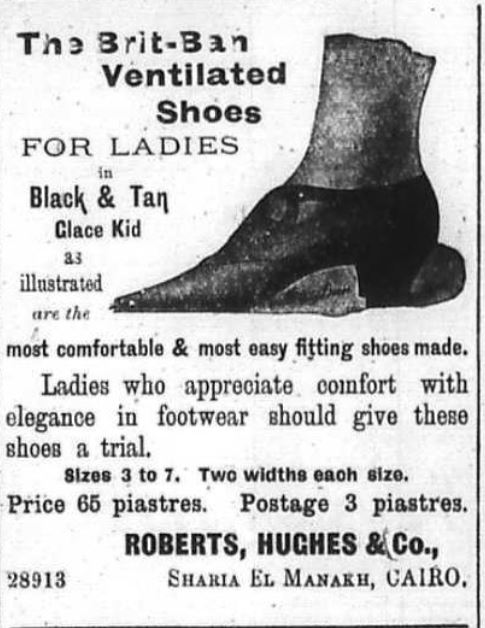 The Brit-Ban
Ventilated
Shoes
FOR LADIES
in
Black & Tan
Glace Kid
as
illustrated
are the
most comfortable & most easy fitting shoes made.
Ladies who appreciate comfort with
elegance in footwear should give these
shoes a trial.
Sizes 3 to 7. Two widths each size.
Price 65 piastres. Postage 3 piastres.
ROBERTS, HUGHES & Co.,
28913 SHARIA EL MANAKH, CAIRO.